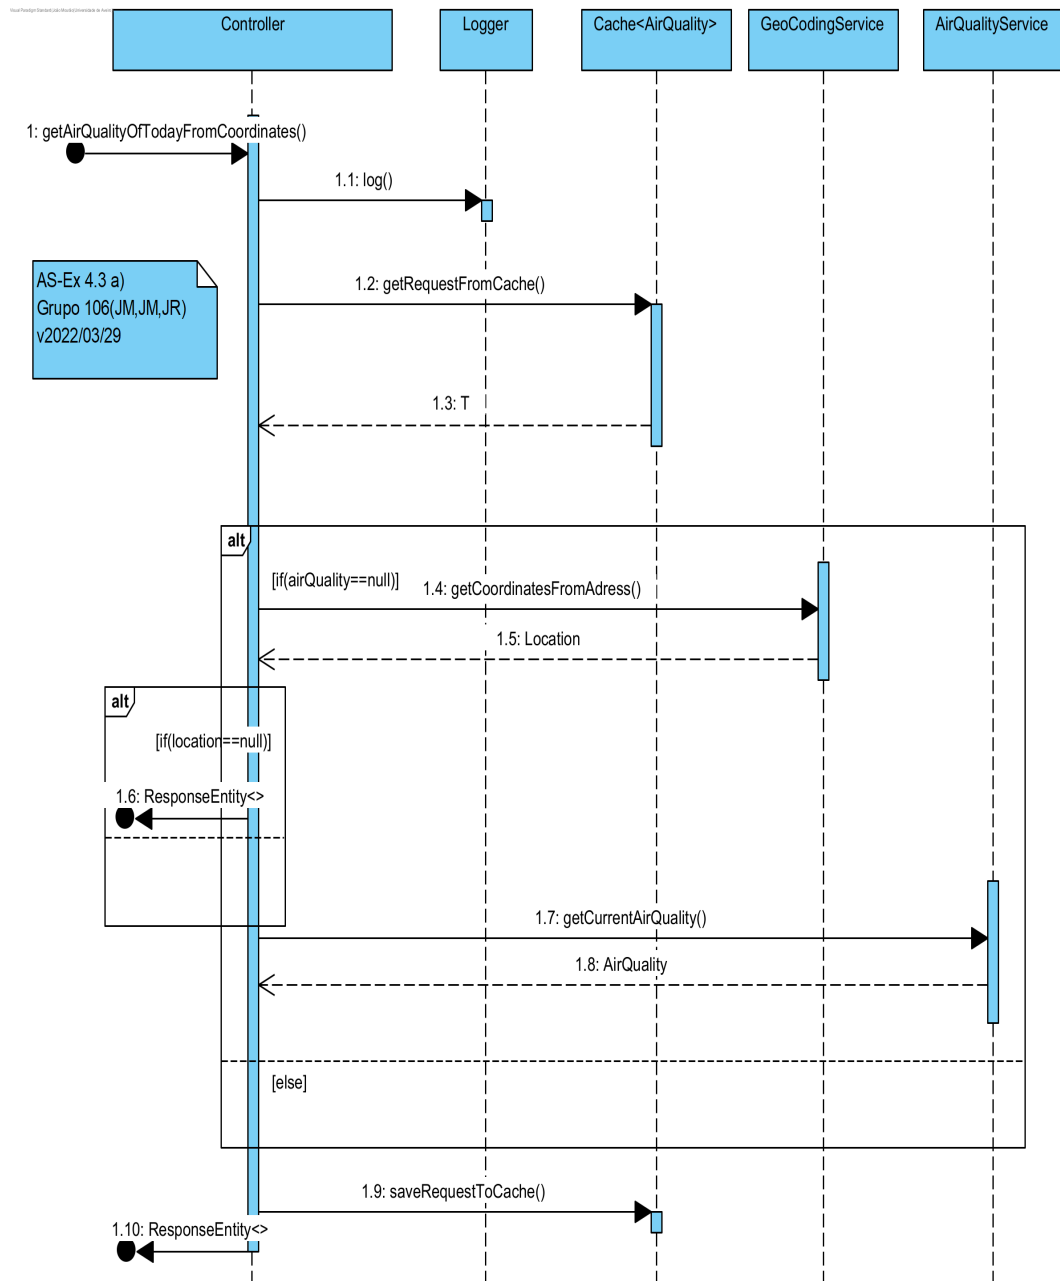 Controller
Logger
Cache<AirQuality>
GeoCodingService
AirQualityService
1: getAirQualityOfTodayFromCoordinates()
1.1: log()
AS-Ex 4.3 a)
Grupo 106(JM,JM,JR)
v2022/03/29
1.2: getRequestFromCache()
1.3: T
alt
[if(airQuality==null)]
1.4: getCoordinatesFromAdress()
1.5: Location
alt
[if(location==null)]
1.6: ResponseEntity<>
1.7: getCurrentAirQuality()
1.8: AirQuality
[else]
1.9: saveRequestToCache()
1.10: ResponseEntity<>